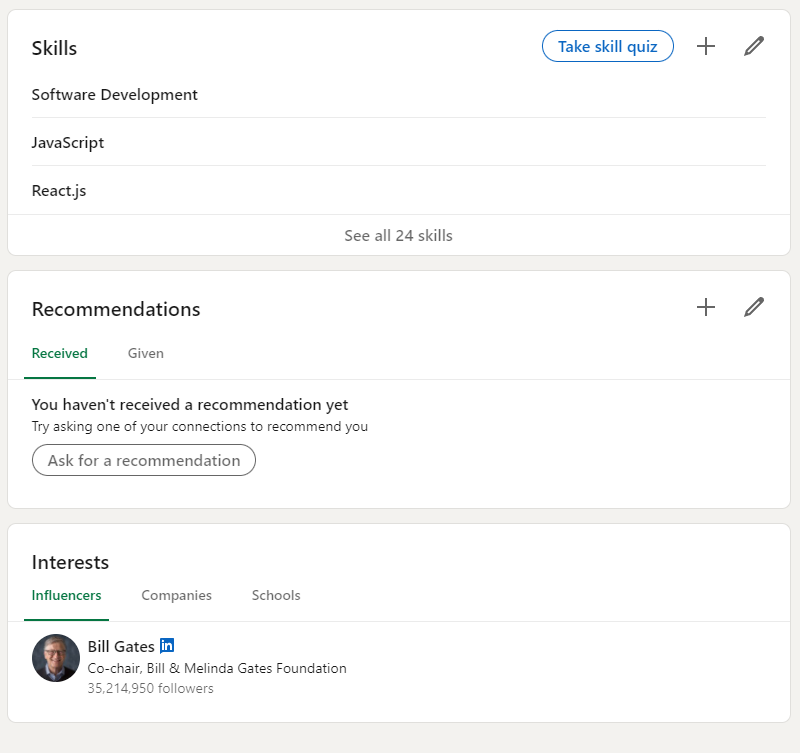 Skills
Take skill quiz
Software Development
JavaScript
React.js
See all 24 skills
Recommendations
Received Given
You haven't received a recommendation yet
Try asking one of your connections to recommend you
Ask for a recommendation
Interests
Influencers Companies Schools
Bill Gates in
Co-chair, Bill & Melinda Gates Foundation
35,214,950 followers